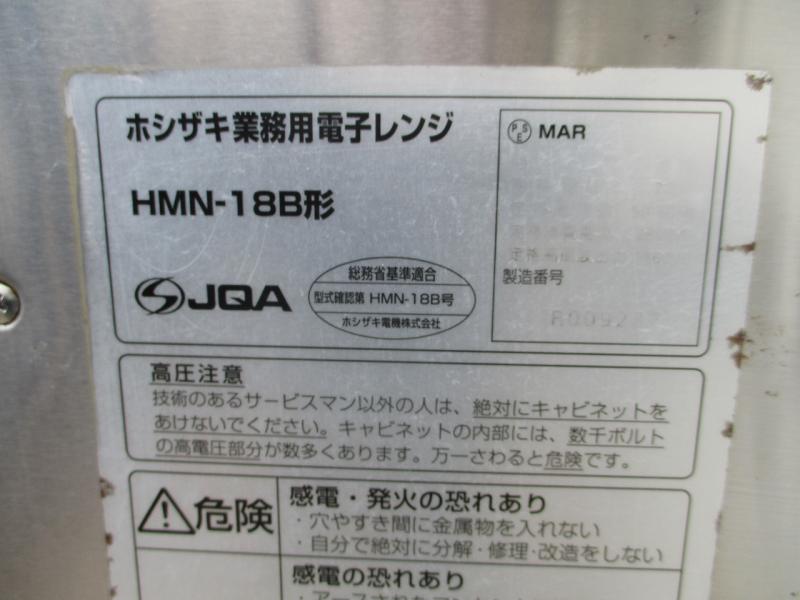 ホシザキ業務用電子レンジ
HMN-18B形
JQA
総務省基準適合
型式確認第 HMN-18B号
ホシザキ電機株式会社
PSE MAR
製造番号
高圧注意
技術のあるサービスマン以外の人は、絶対にキャビネットを
あけないでください。キャビネットの内部には、数千ボルト
の高電圧部分が数多くあります。万一さわると危険です。
危険
感電・発火の恐れあり
・穴やすき間に金属物を入れない
・自分で絶対に分解・修理・改造をしない
感電の恐れあり